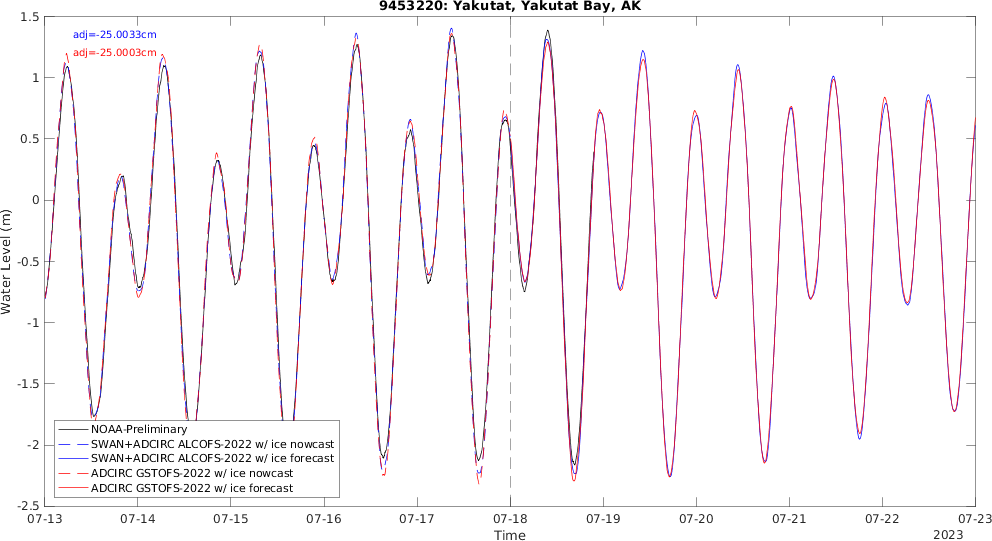 9453220: Yakutat, Yakutat Bay, AK
adj=-25.0033cm
adj=-25.0003cm
1.5
1
0.5
0
-0.5
-1
-1.5
-2
-2.5
Water Level (m)
NOAA-Preliminary
SWAN+ADCIRC ALCOFS-2022 w/ ice nowcast
SWAN+ADCIRC ALCOFS-2022 w/ ice forecast
ADCIRC GSTOFS-2022 w/ ice nowcast
ADCIRC GSTOFS-2022 w/ ice forecast
07-13 07-14 07-15 07-16 07-17 07-18 07-19 07-20 07-21 07-22 07-23
Time
2023